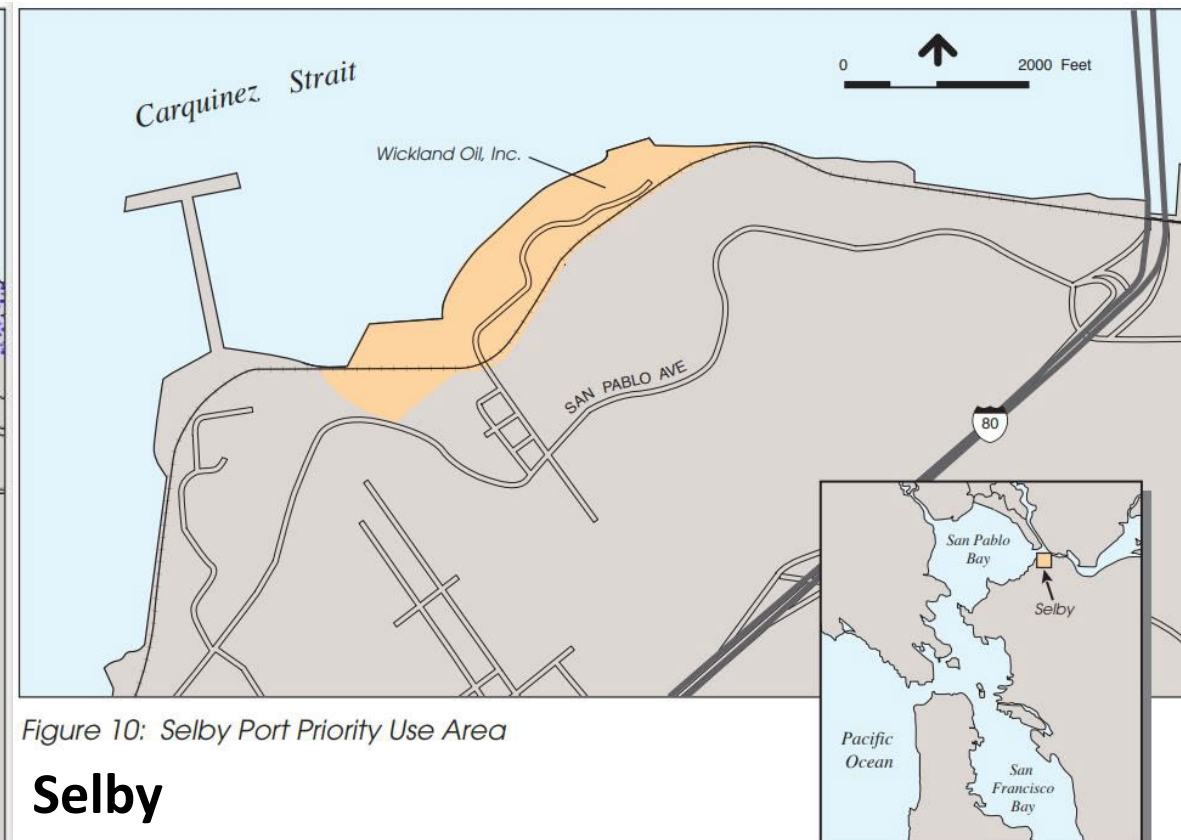 Carquinez Strait
0 2000 Feet
Wickland Oil, Inc.
SAN PABLO AVE
80
San Pablo
Bay
Selby
Pacific
Ocean
San
Francisco
Bay
Figure 10: Selby Port Priority Use Area
Selby